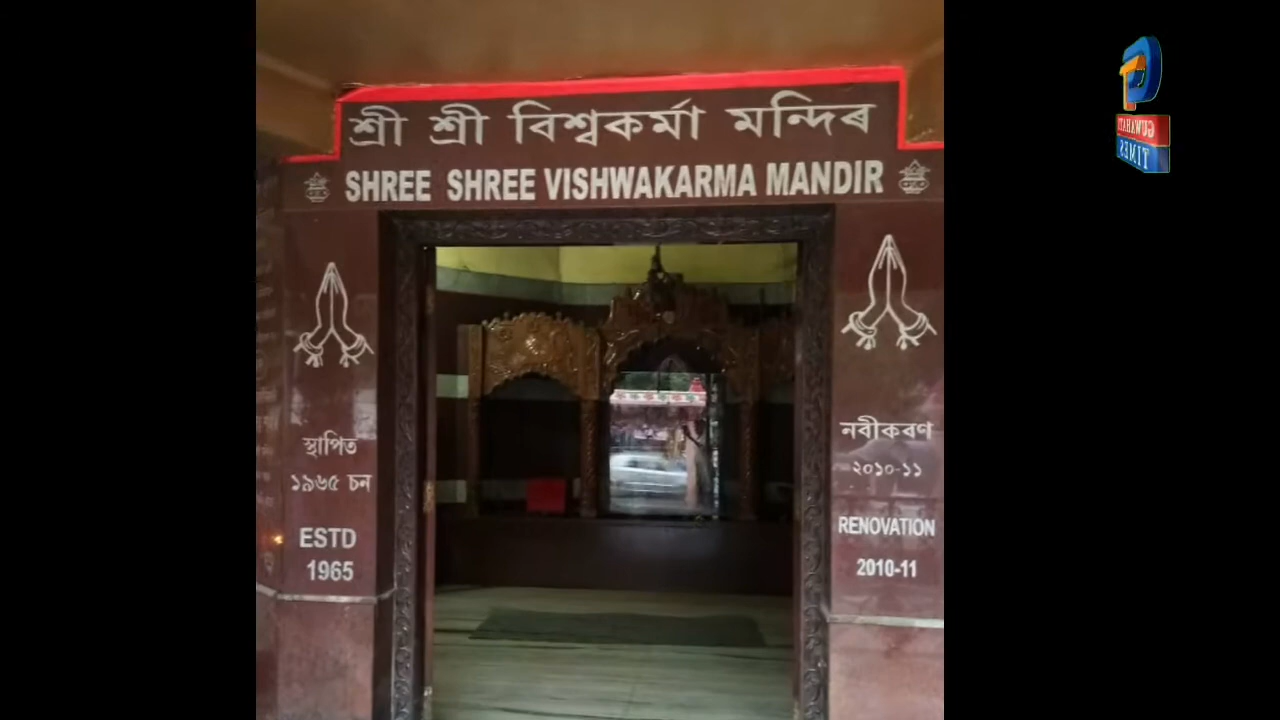 শ্ৰী শ্ৰী বিশ্বকৰ্মা মন্দিৰ
SHREE SHREE VISHWAKARMA MANDIR
স্থাপিত
১৯৬৫ চন
ESTD
1965
নবীকৰণ
২০১০-১১
RENOVATION
2010-11
GUWAHATI
TIMES